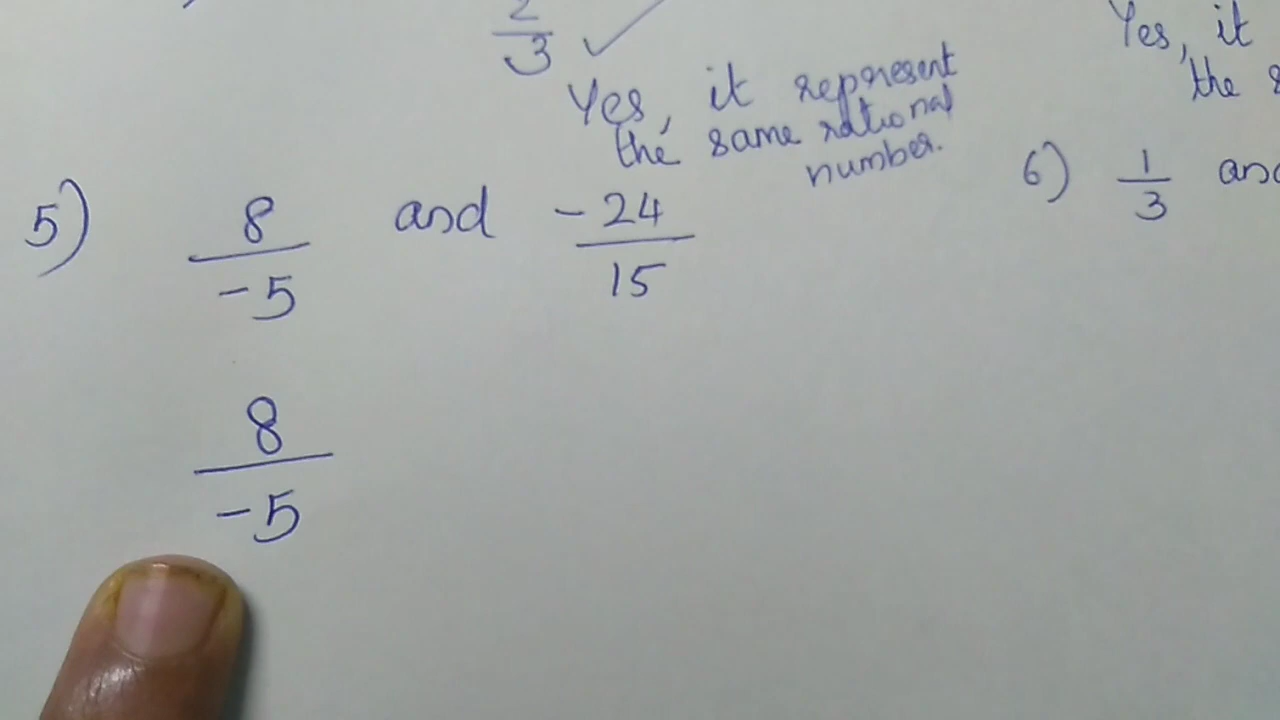 2/3 ✓
Yes, it represent
the same rational
number.
Yes, it
the
5) 8/-5 and -24/15
6) 1/3 and
8/-5